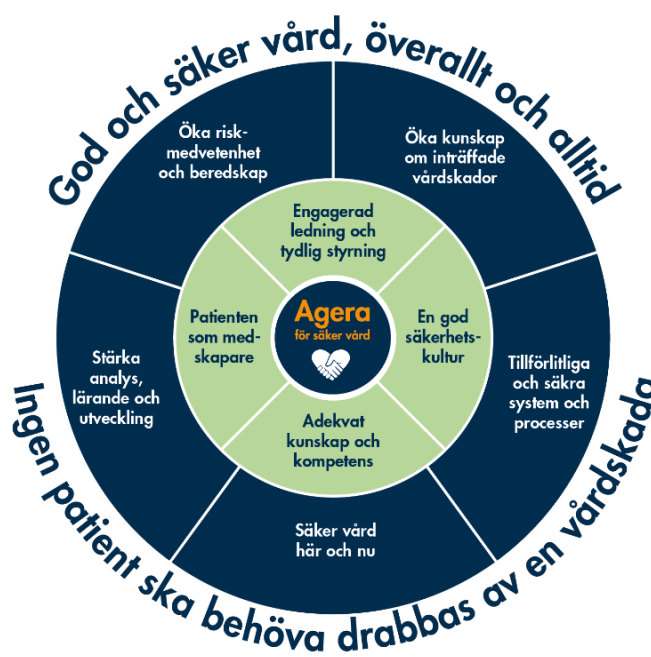 God och säker vård, överallt och alltid
Öka risk-
medvetenhet
och beredskap
Öka kunskap
om inträffade
vårdskador
Engagerad
ledning och
tydlig styrning
Patienten
som med-
skapare
Agera
för säker vård
En god
säkerhets-
kultur
Stärka
analys,
lärande och
utveckling
Tillförlitliga
och säkra
system och
processer
Adekvat
kunskap och
kompetens
Säker vård
här och nu
Ingen patient ska behöva drabbas av en vårdskada